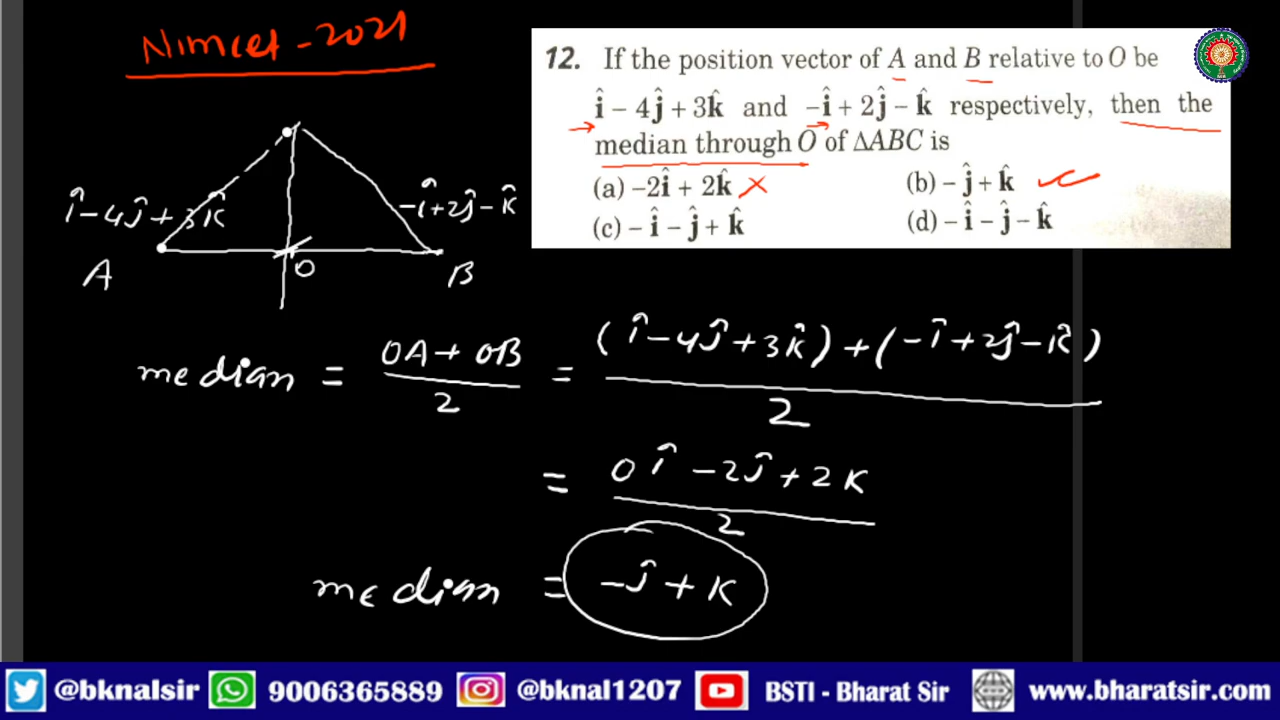 Nimcet - 2021
12. If the position vector of A and B relative to O be
î − 4ĵ + 3k̂ and −î + 2ĵ − k̂ respectively, then the
median through O of ΔABC is
(a) −2î + 2k̂ (b) − ĵ + k̂
(c) − î − ĵ + k̂ (d) − î − ĵ − k̂
î - 4ĵ + 3k̂
-î + 2ĵ - k̂
A O B
median = OA + OB / 2 = (î - 4ĵ + 3k̂) + (-î + 2ĵ - k̂) / 2
= 0î - 2ĵ + 2k / 2
median = -ĵ + k
@bknalsir 9006365889 @bknal1207 BSTI - Bharat Sir www.bharatsir.com